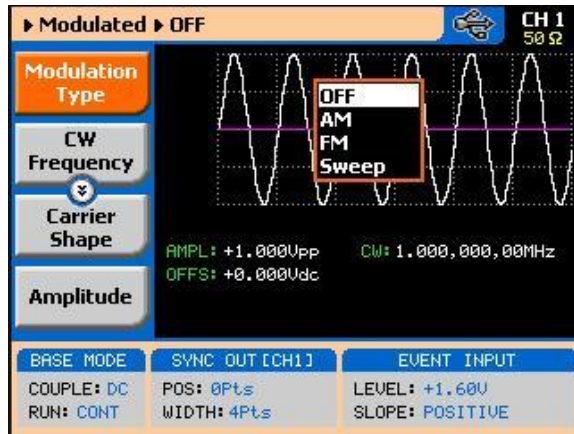 ▸ Modulated ▸ OFF
CH 1
50 Ω
Modulation
Type
CW
Frequency
Carrier
Shape
Amplitude
OFF
AM
FM
Sweep
AMPL: +1.000Vpp CW: 1.000,000,00MHz
OFFS: +0.000Vdc
BASE MODE
COUPLE: DC
RUN: CONT
SYNC OUT [CH1]
POS: 0Pts
WIDTH: 4Pts
EVENT INPUT
LEVEL: +1.60V
SLOPE: POSITIVE